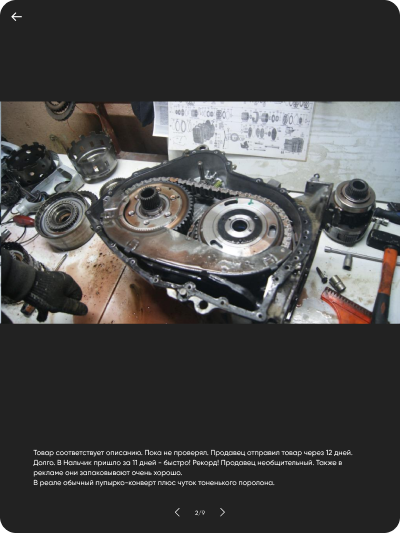 Товар соответствует описанию. Пока не проверял. Продавец отправил товар через 12 дней.
Долго. В Нальчик пришло за 11 дней - быстро! Рекорд! Продавец необщительный. Также в
рекламе они запаковывают очень хорошо.
В реале обычный пупырко-конверт плюс чуток тоненького поролона.
2/9